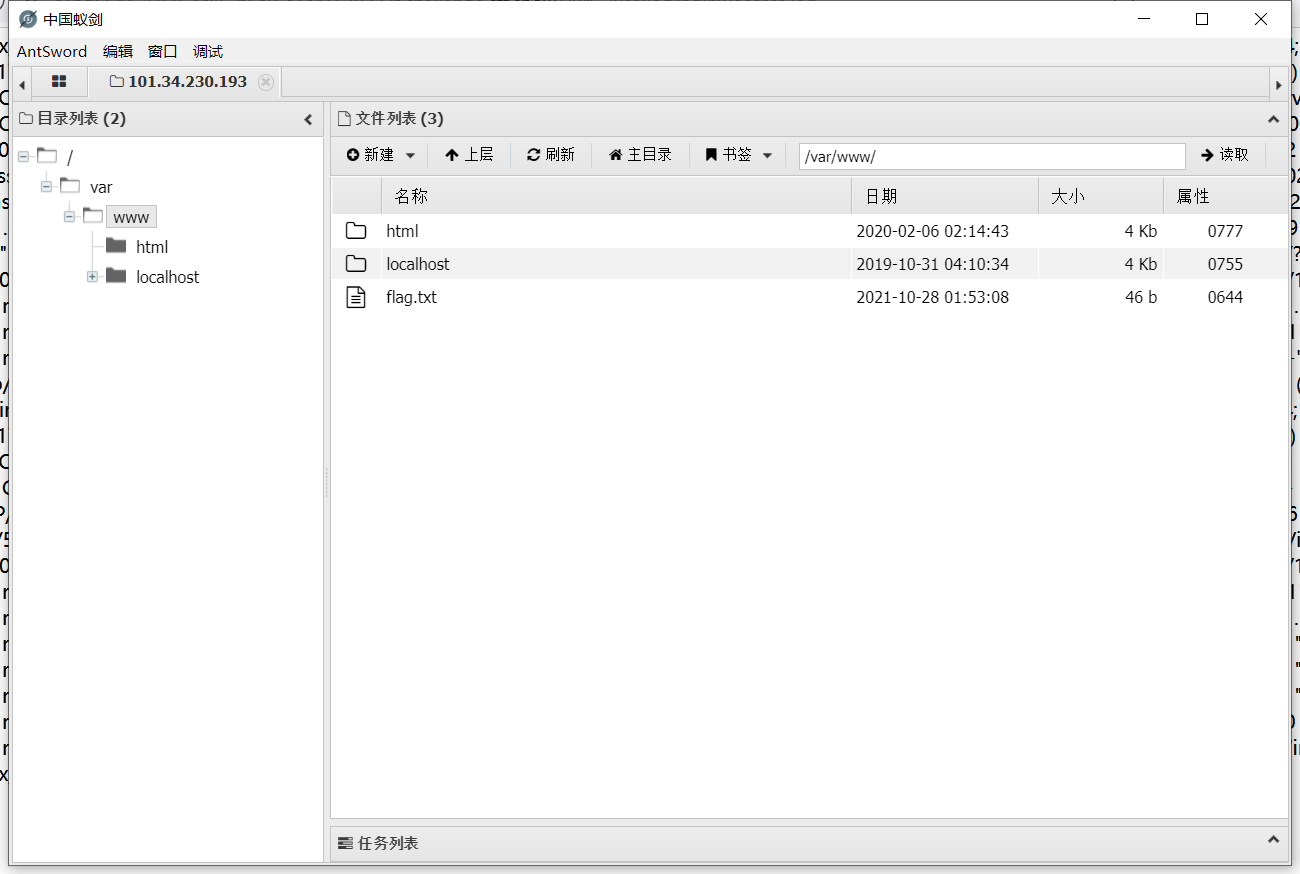 中国蚁剑
AntSword 编辑 窗口 调试
101.34.230.193
目录列表 (2)
文件列表 (3)
新建 上层 刷新 主目录 书签 /var/www/ 读取
/
var
www
html
localhost
名称 日期 大小 属性
html 2020-02-06 02:14:43 4 Kb 0777
localhost 2019-10-31 04:10:34 4 Kb 0755
flag.txt 2021-10-28 01:53:08 46 b 0644
任务列表